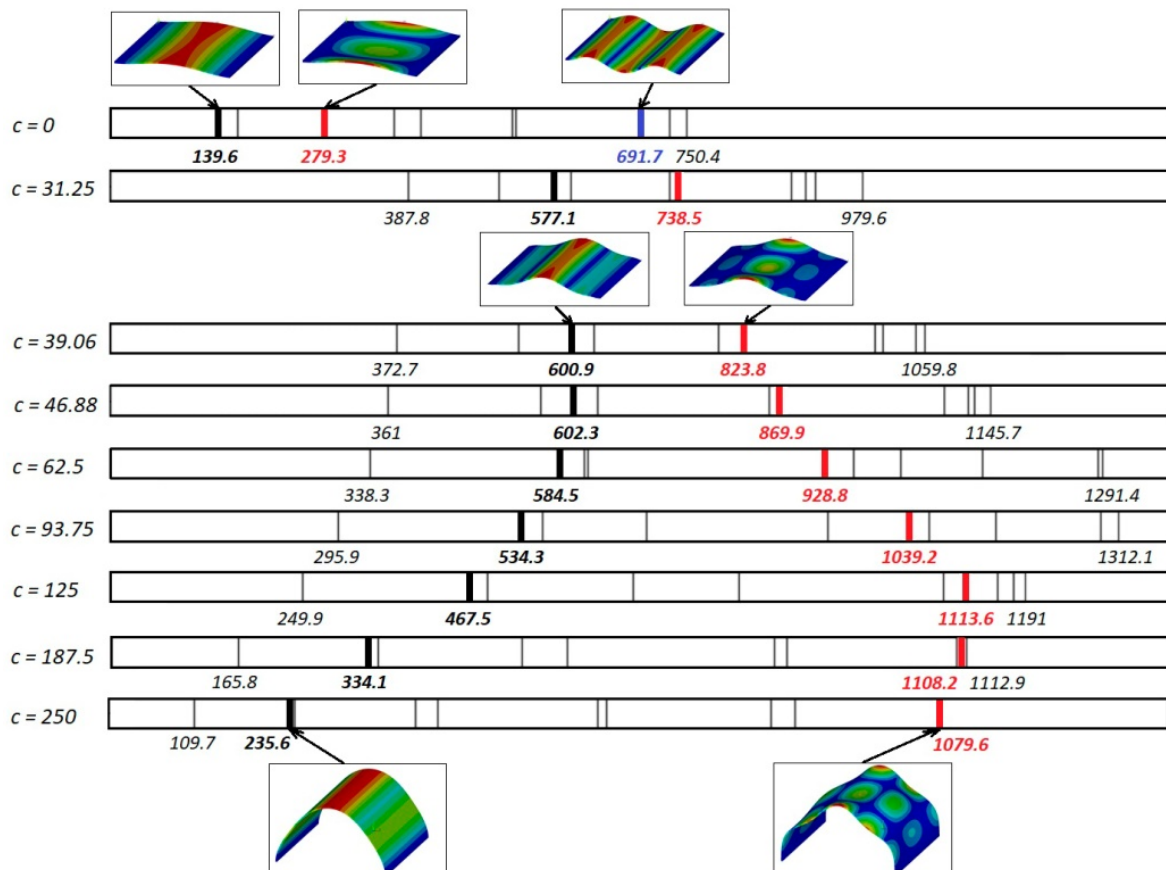 c = 0
139.6 279.3 691.7 750.4
c = 31.25
387.8 577.1 738.5 979.6
c = 39.06
372.7 600.9 823.8 1059.8
c = 46.88
361 602.3 869.9 1145.7
c = 62.5
338.3 584.5 928.8 1291.4
c = 93.75
295.9 534.3 1039.2 1312.1
c = 125
249.9 467.5 1113.6 1191
c = 187.5
165.8 334.1 1108.2 1112.9
c = 250
109.7 235.6 1079.6